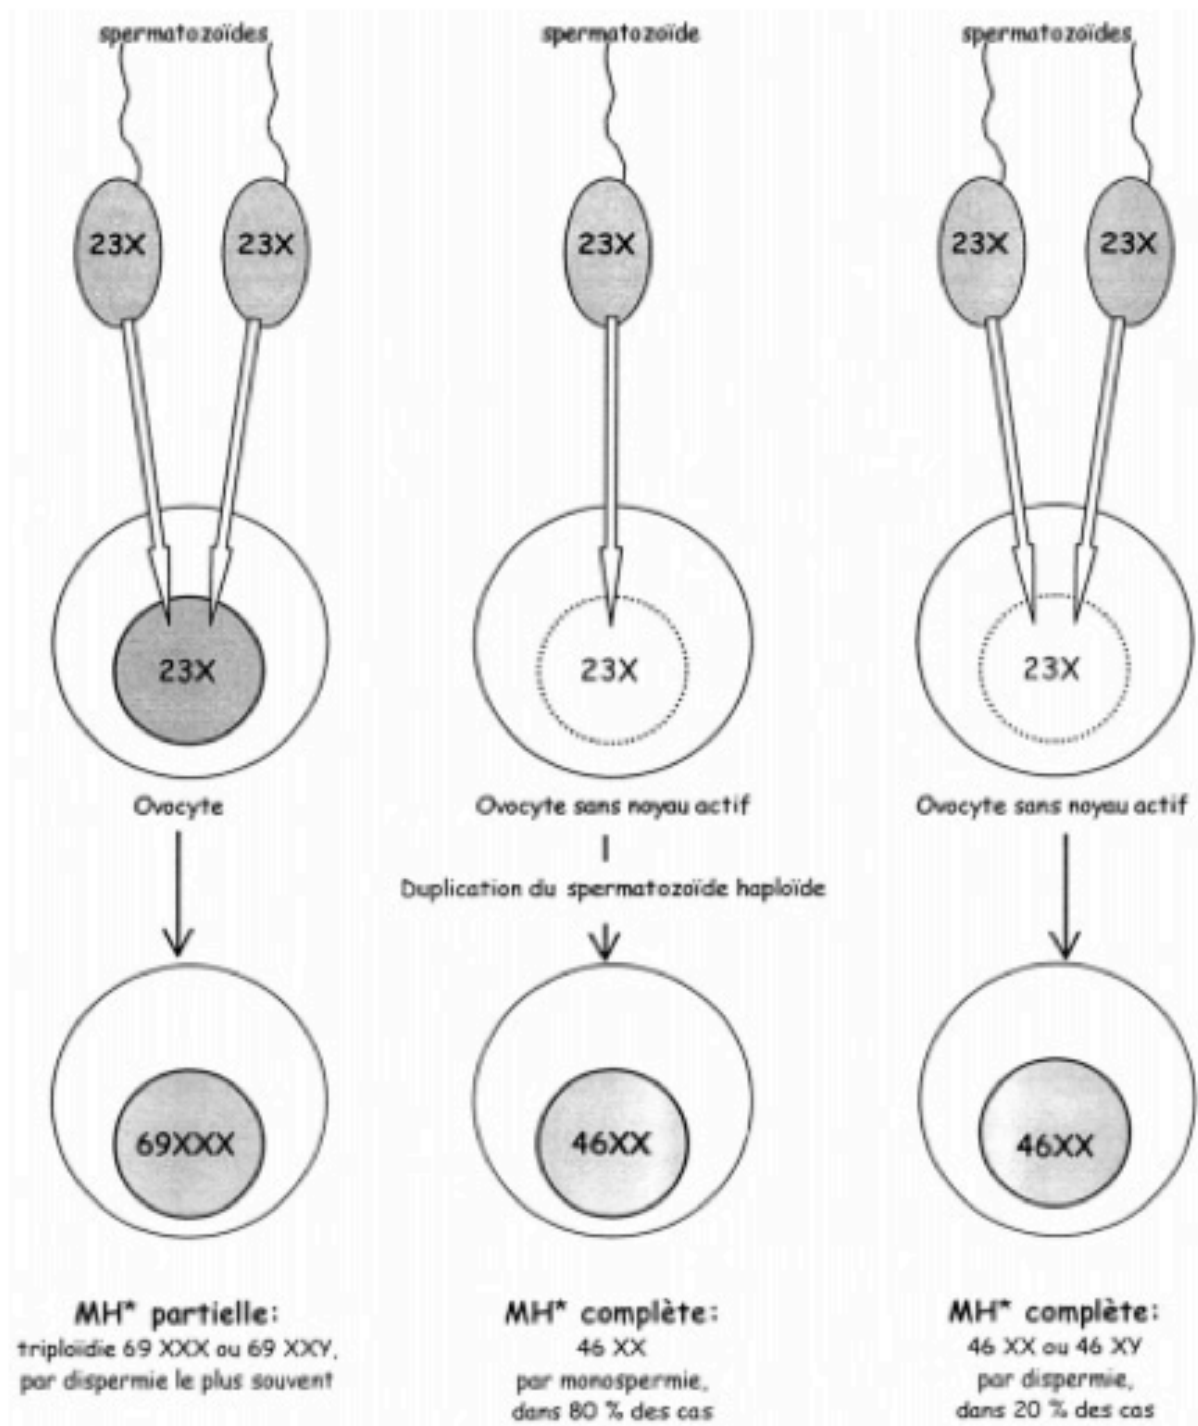 spermatozoïdes
spermatozoïde
spermatozoïdes
23X
23X
23X
23X
23X
23X
23X
23X
Ovocyte
Ovocyte sans noyau actif
Ovocyte sans noyau actif
Duplication du spermatozoïde haploïde
69XXX
46XX
46XX
MH* partielle:
triploïdie 69 XXX ou 69 XXY,
par dispermie le plus souvent
MH* complète:
46 XX
par monospermie,
dans 80 % des cas
MH* complète:
46 XX ou 46 XY
par dispermie,
dans 20 % des cas